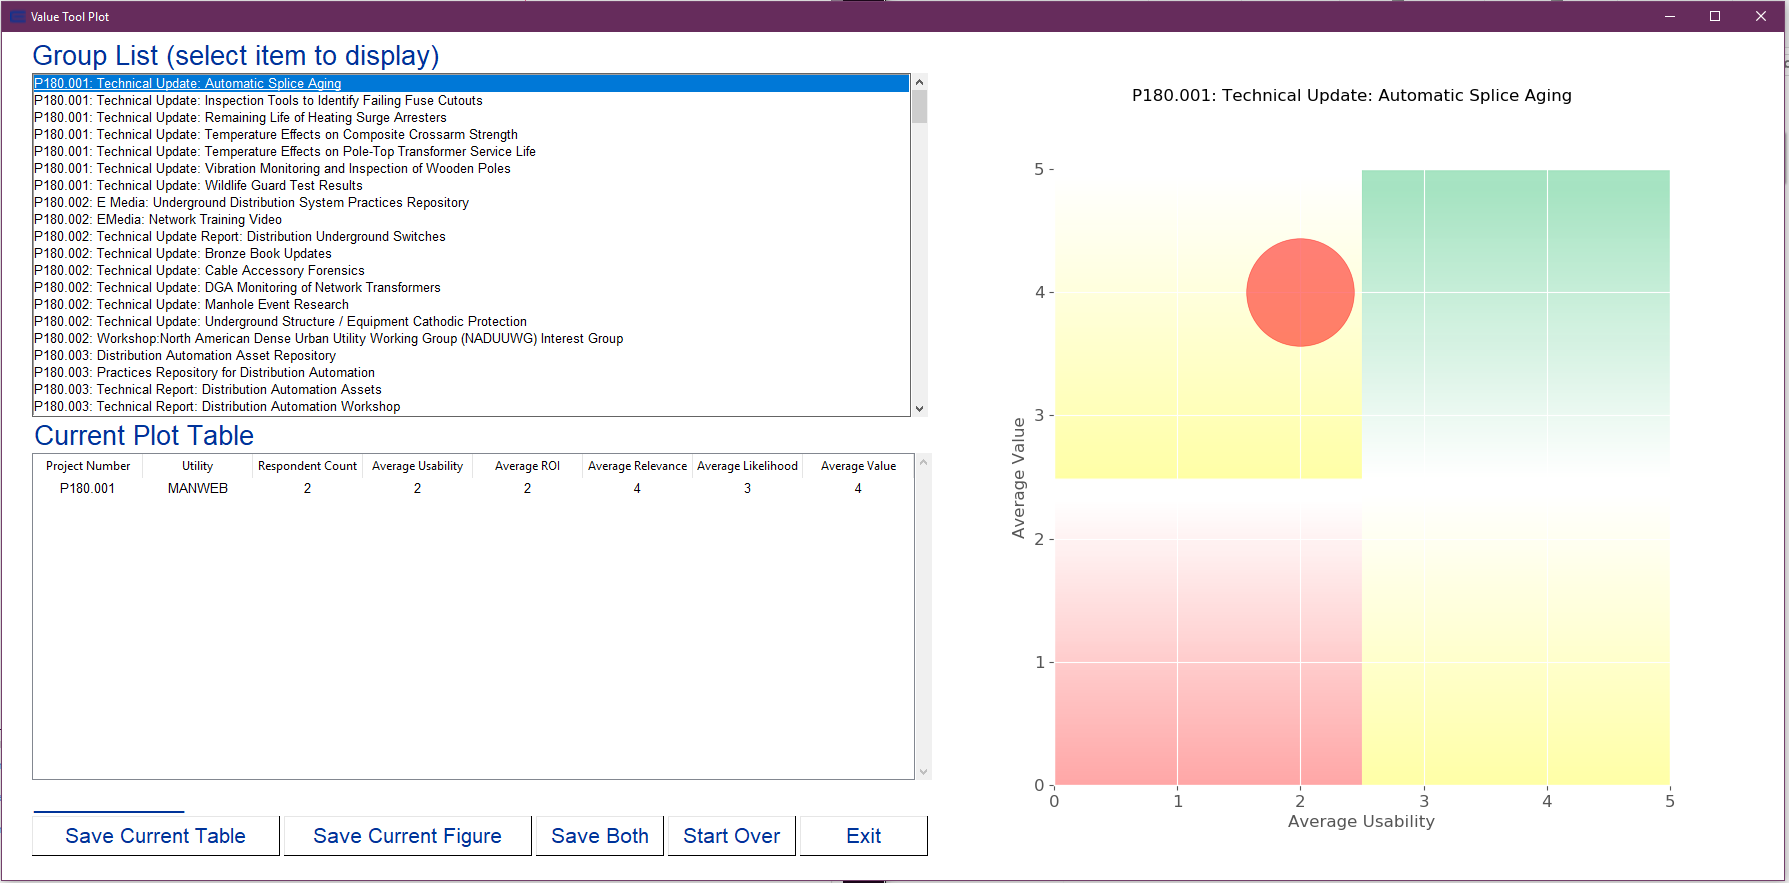 Value Tool Plot
Group List (select item to display)
P180.001: Technical Update: Automatic Splice Aging
P180.001: Technical Update: Inspection Tools to Identify Failing Fuse Cutouts
P180.001: Technical Update: Remaining Life of Heating Surge Arresters
P180.001: Technical Update: Temperature Effects on Composite Crossarm Strength
P180.001: Technical Update: Temperature Effects on Pole-Top Transformer Service Life
P180.001: Technical Update: Vibration Monitoring and Inspection of Wooden Poles
P180.001: Technical Update: Wildlife Guard Test Results
P180.002: E Media: Underground Distribution System Practices Repository
P180.002: EMedia: Network Training Video
P180.002: Technical Update Report: Distribution Underground Switches
P180.002: Technical Update: Bronze Book Updates
P180.002: Technical Update: Cable Accessory Forensics
P180.002: Technical Update: DGA Monitoring of Network Transformers
P180.002: Technical Update: Manhole Event Research
P180.002: Technical Update: Underground Structure / Equipment Cathodic Protection
P180.002: Workshop:North American Dense Urban Utility Working Group (NADUUWG) Interest Group
P180.003: Distribution Automation Asset Repository
P180.003: Practices Repository for Distribution Automation
P180.003: Technical Report: Distribution Automation Assets
P180.003: Technical Report: Distribution Automation Workshop
Current Plot Table
Project Number Utility Respondent Count Average Usability Average ROI Average Relevance Average Likelihood Average Value
P180.001 MANWEB 2 2 2 4 3 4
Save Current Table Save Current Figure Save Both Start Over Exit
P180.001: Technical Update: Automatic Splice Aging
5
4
3
2
1
0
Average Value
0 1 2 3 4 5
Average Usability